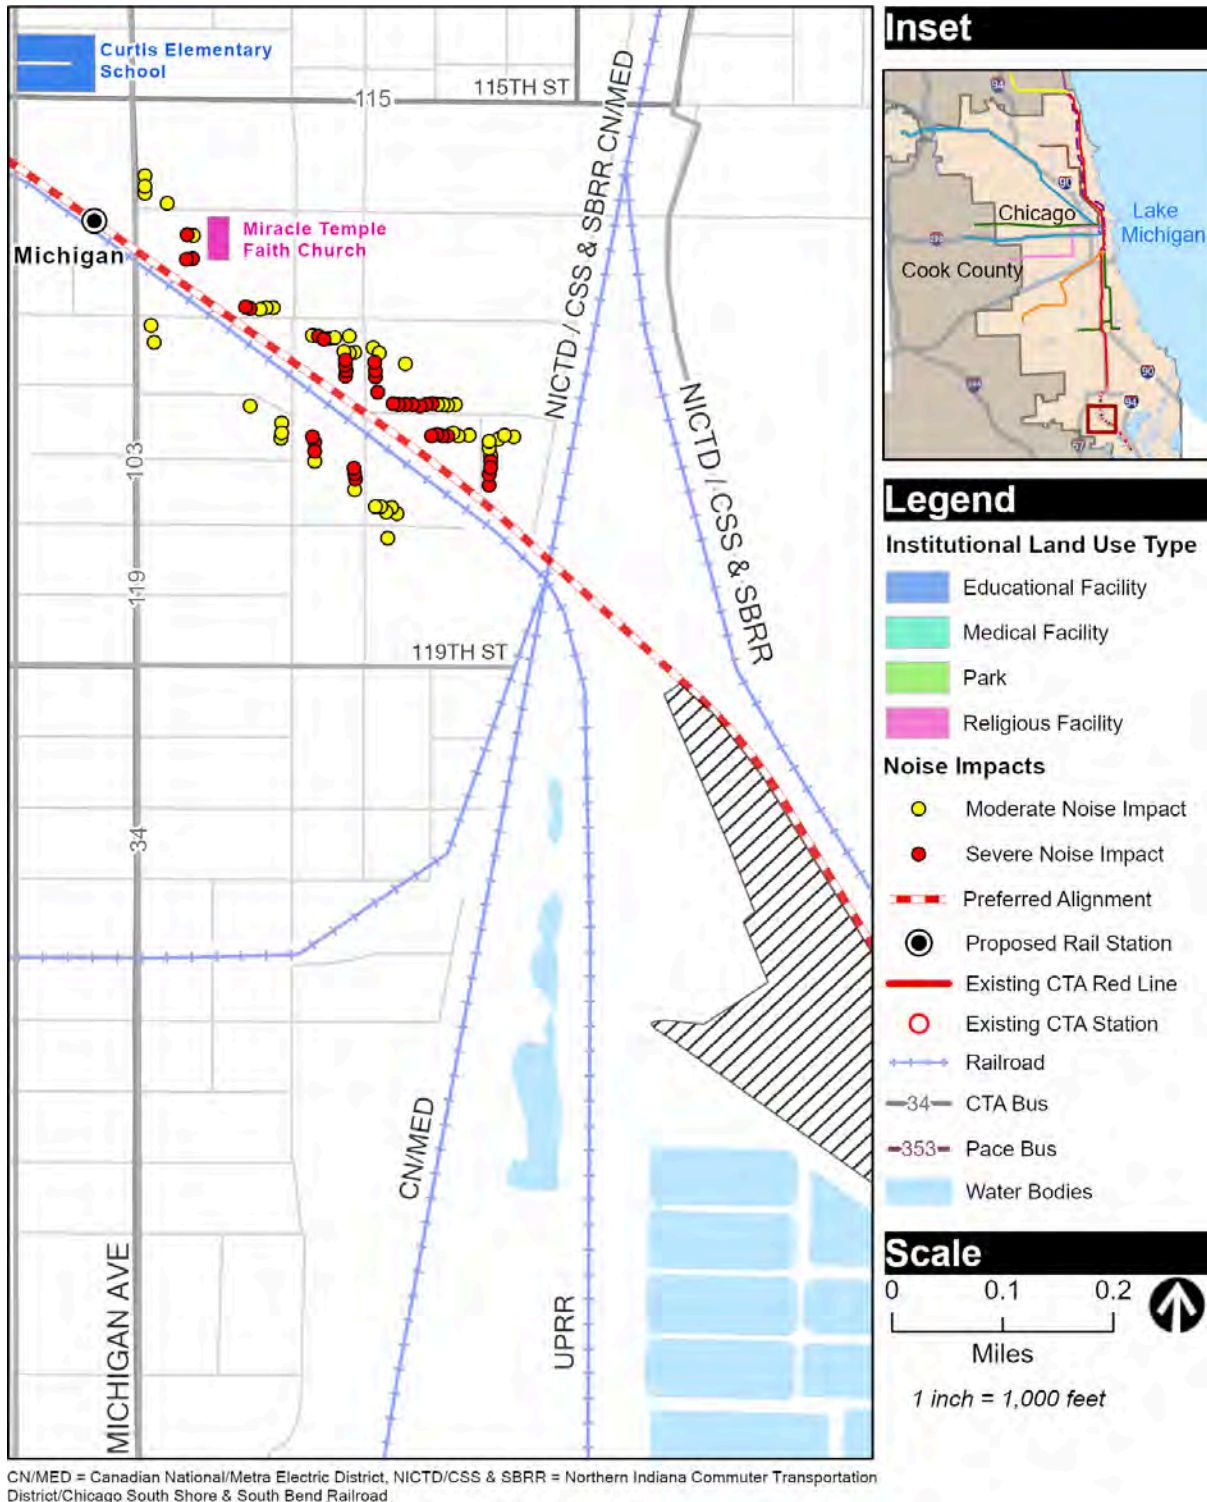 Curtis Elementary
School
115TH ST
115
NICTD / CSS & SBRR CN/MED
Miracle Temple
Faith Church
Michigan
NICTD / CSS & SBRR
103
119
119TH ST
34
CN/MED
MICHIGAN AVE
UPRR
CN/MED = Canadian National/Metra Electric District, NICTD/CSS & SBRR = Northern Indiana Commuter Transportation
District/Chicago South Shore & South Bend Railroad
Inset
94
90
Chicago
Lake
Michigan
Cook County
90
94
57
Legend
Institutional Land Use Type
Educational Facility
Medical Facility
Park
Religious Facility
Noise Impacts
Moderate Noise Impact
Severe Noise Impact
Preferred Alignment
Proposed Rail Station
Existing CTA Red Line
Existing CTA Station
Railroad
34 CTA Bus
353 Pace Bus
Water Bodies
Scale
0 0.1 0.2
Miles
1 inch = 1,000 feet